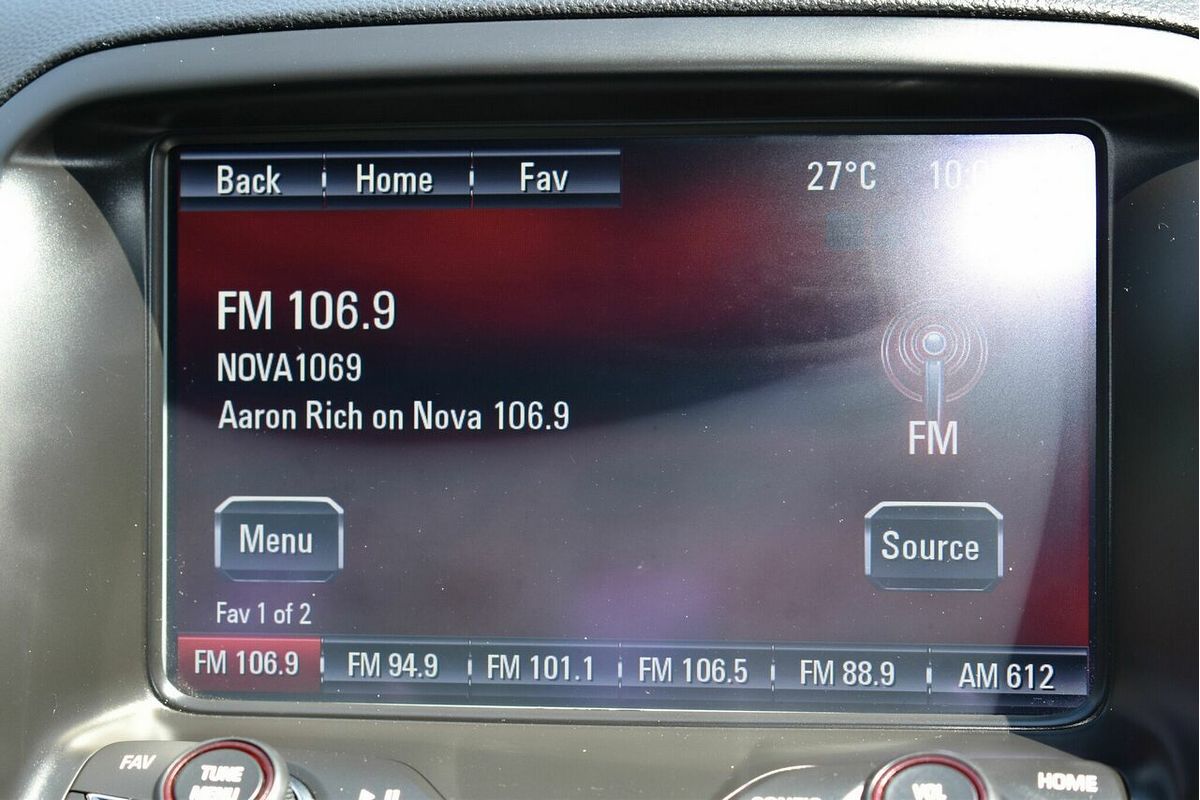 Back Home Fav 27°C
FM 106.9
NOVA1069
Aaron Rich on Nova 106.9
FM
Menu Source
Fav 1 of 2
FM 106.9 FM 94.9 FM 101.1 FM 106.5 FM 88.9 AM 612
FAV TUNE VOL HOME
MENU